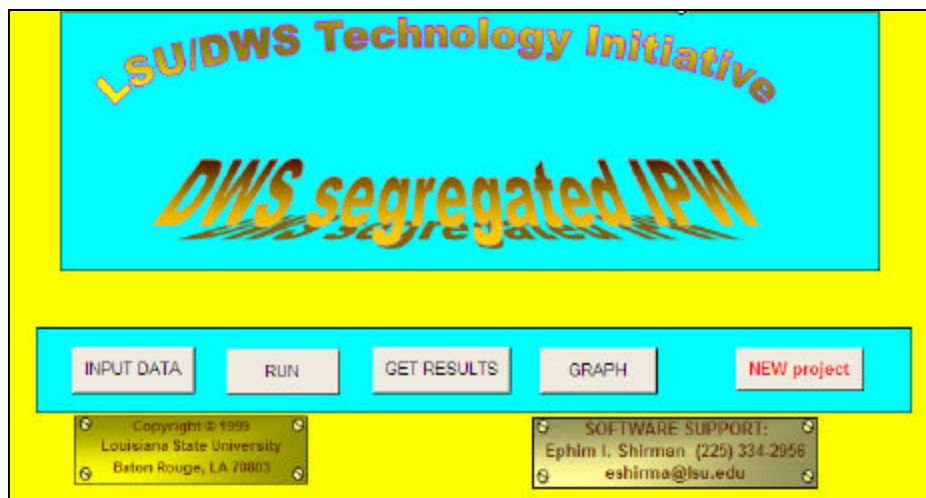 LSU/DWS Technology Initiative
DWS segregated IPW
INPUT DATA
RUN
GET RESULTS
GRAPH
NEW project
Copyright © 1999
Louisiana State University
Baton Rouge, LA 70803
SOFTWARE SUPPORT:
Ephim I. Shirman (225) 334-2956
eshirma@lsu.edu